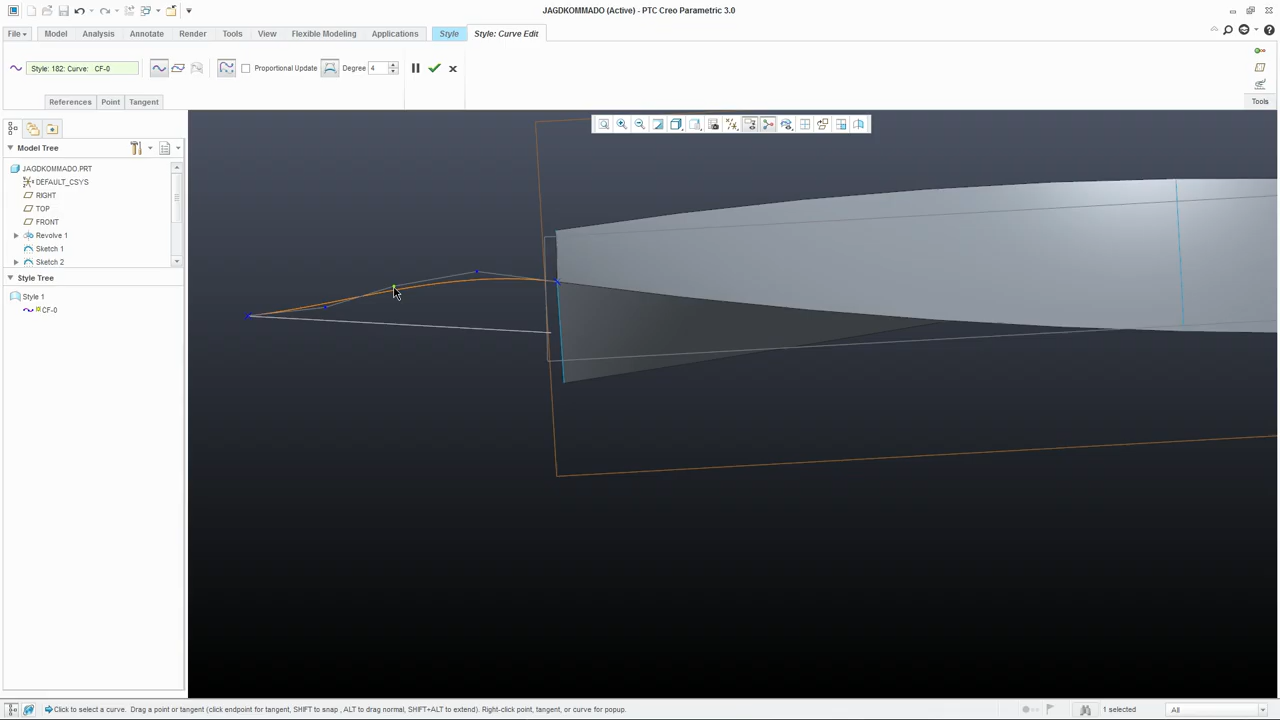 JAGDKOMMADO (Active) - PTC Creo Parametric 3.0
File Model Analysis Annotate Render Tools View Flexible Modeling Applications Style Style: Curve Edit
Style: 182: Curve: CF-0 Proportional Update Degree 4
References Point Tangent Tools
Model Tree
JAGDKOMMADO.PRT
DEFAULT_CSYS
RIGHT
TOP
FRONT
Revolve 1
Sketch 1
Sketch 2
Style Tree
Style 1
CF-0
Click to select a curve. Drag a point or tangent (click endpoint for tangent, SHIFT to snap , ALT to drag normal, SHIFT+ALT to extend). Right-click point, tangent, or curve for popup. 1 selected All